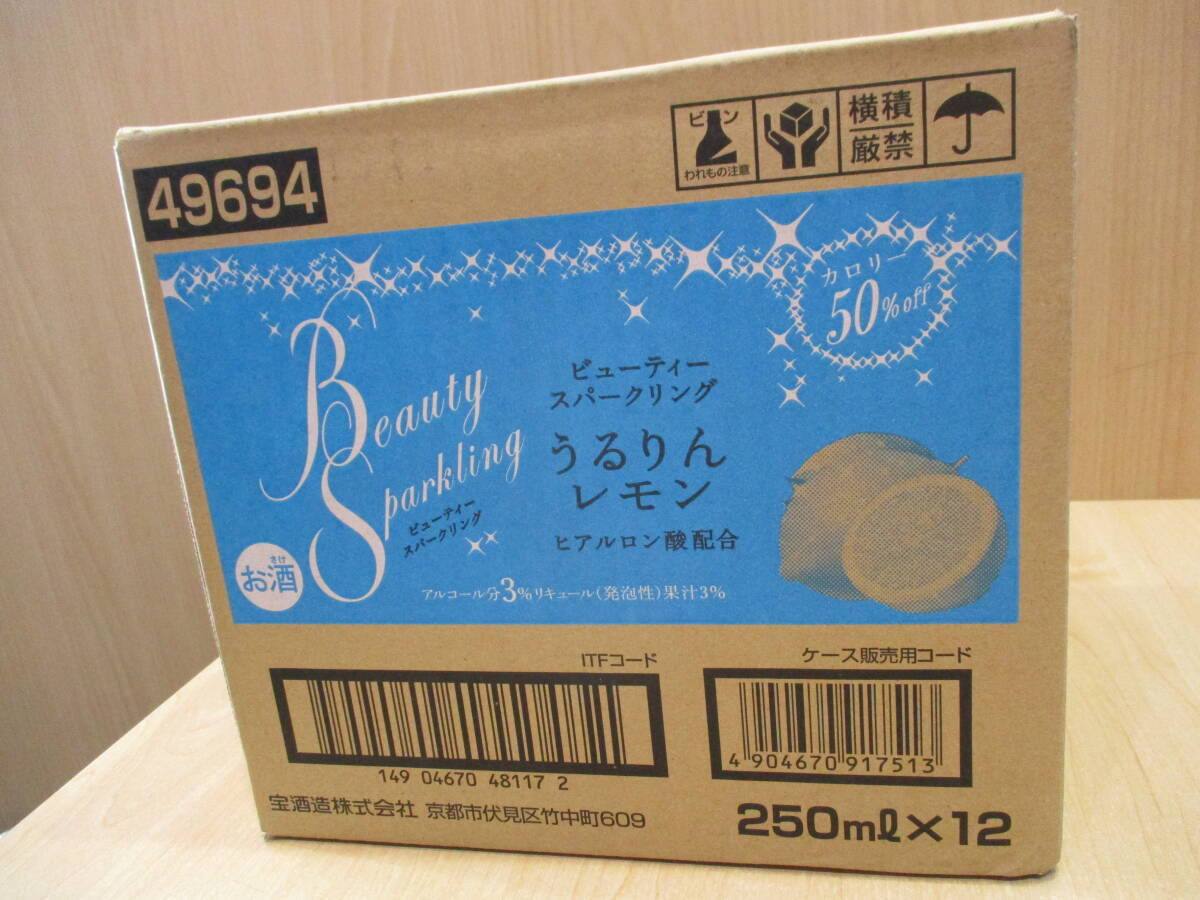 49694
ビン
われもの注意
横積
厳禁
カロリー
50%off
Beauty
Sparkling
ビューティー
スパークリング
ビューティー
スパークリング
うるりん
レモン
ヒアルロン酸配合
さけ
お酒
アルコール分3%リキュール(発泡性)果汁3%
ITFコード
149 04670 48117 2
ケース販売用コード
4 904670 917513
宝酒造株式会社 京都市伏見区竹中町609
250mℓ×12